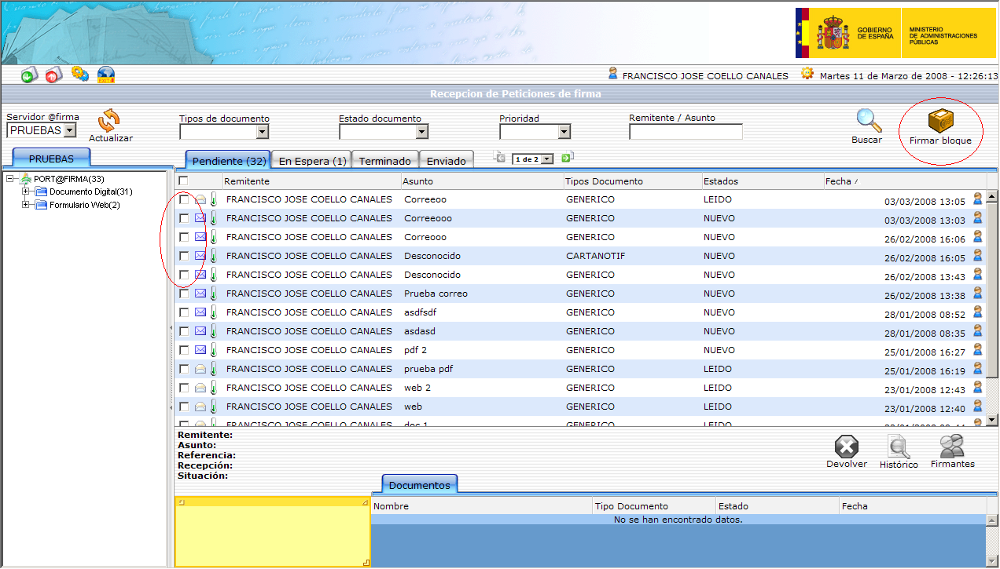 GOBIERNO
DE ESPAÑA
MINISTERIO
DE ADMINISTRACIONES
PÚBLICAS
EXIT
FRANCISCO JOSE COELLO CANALES
Martes 11 de Marzo de 2008 - 12:26:13
Recepcion de Peticiones de firma
Servidor @firma
PRUEBAS
Actualizar
Tipos de documento
Estado documento
Prioridad
Remitente / Asunto
Buscar
Firmar bloque
PRUEBAS
Pendiente (32) En Espera (1) Terminado Enviado 1 de 2
PORT@FIRMA(33)
Documento Digital(31)
Formulario Web(2)
Remitente Asunto Tipos Documento Estados Fecha
FRANCISCO JOSE COELLO CANALES Correeoo GENERICO LEIDO 03/03/2008 13:05
FRANCISCO JOSE COELLO CANALES Correeooo GENERICO NUEVO 03/03/2008 13:03
FRANCISCO JOSE COELLO CANALES Correooo GENERICO NUEVO 26/02/2008 16:06
FRANCISCO JOSE COELLO CANALES Desconocido CARTANOTIF NUEVO 26/02/2008 16:05
FRANCISCO JOSE COELLO CANALES Desconocido GENERICO NUEVO 26/02/2008 13:43
FRANCISCO JOSE COELLO CANALES Prueba correo GENERICO NUEVO 26/02/2008 13:38
FRANCISCO JOSE COELLO CANALES asdfsdf GENERICO NUEVO 28/01/2008 08:52
FRANCISCO JOSE COELLO CANALES asdasd GENERICO NUEVO 28/01/2008 08:35
FRANCISCO JOSE COELLO CANALES pdf 2 GENERICO NUEVO 25/01/2008 16:27
FRANCISCO JOSE COELLO CANALES prueba pdf GENERICO LEIDO 25/01/2008 16:19
FRANCISCO JOSE COELLO CANALES web 2 GENERICO LEIDO 23/01/2008 12:43
FRANCISCO JOSE COELLO CANALES web GENERICO LEIDO 23/01/2008 12:40
FRANCISCO JOSE COELLO CANALES doc 1 GENERICO LEIDO
Remitente:
Asunto:
Referencia:
Recepción:
Situación:
Devolver Histórico Firmantes
Documentos
Nombre Tipo Documento Estado Fecha
No se han encontrado datos.